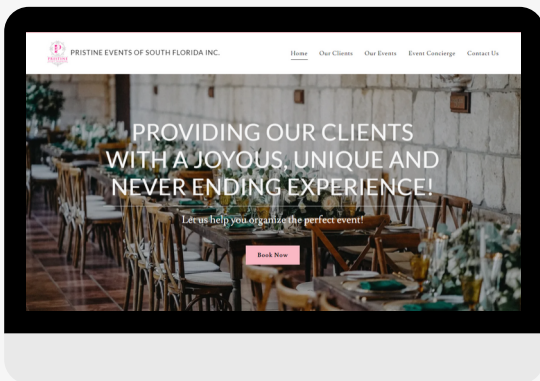 PRISTINE EVENTS OF SOUTH FLORIDA INC.
Home Our Clients Our Events Event Concierge Contact Us
PROVIDING OUR CLIENTS
WITH A JOYOUS, UNIQUE AND
NEVER ENDING EXPERIENCE!
Let us help you organize the perfect event!
Book Now